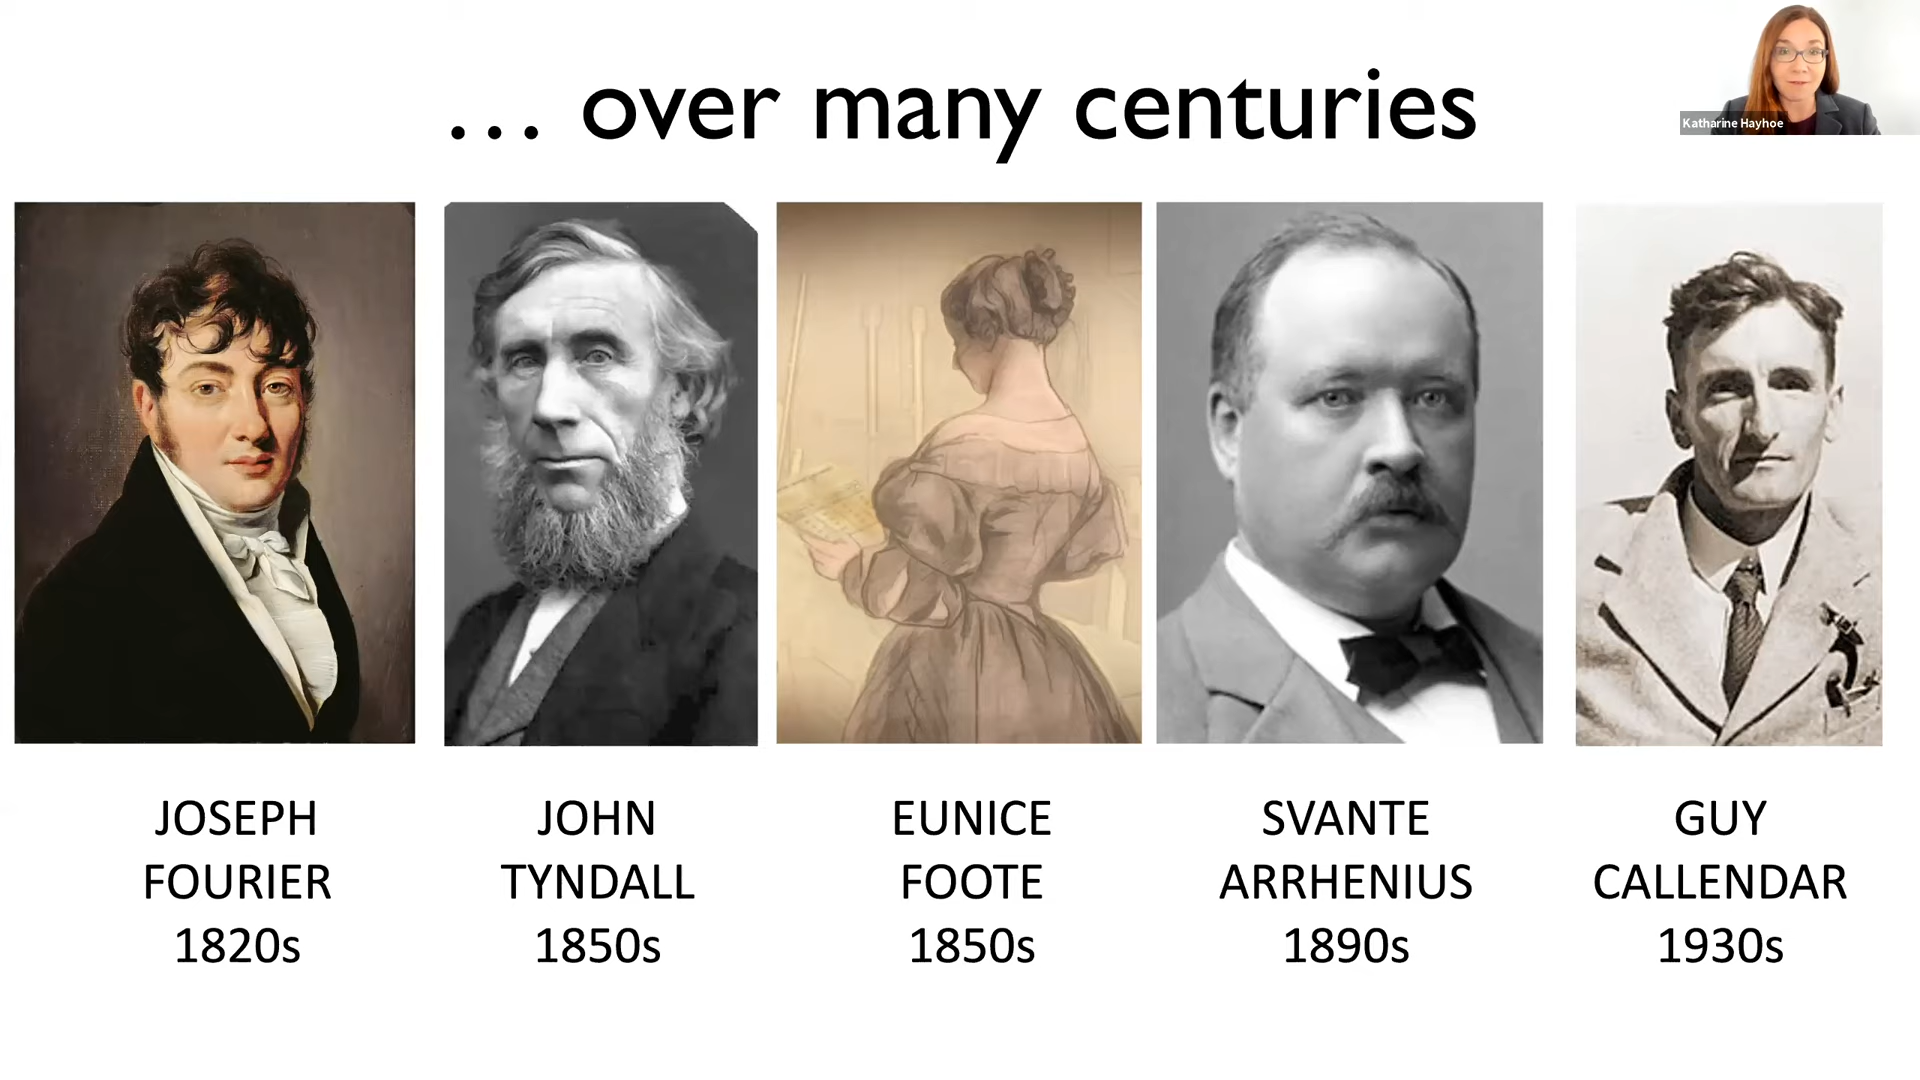 … over many centuries
Katharine Hayhoe
JOSEPH
FOURIER
1820s
JOHN
TYNDALL
1850s
EUNICE
FOOTE
1850s
SVANTE
ARRHENIUS
1890s
GUY
CALLENDAR
1930s